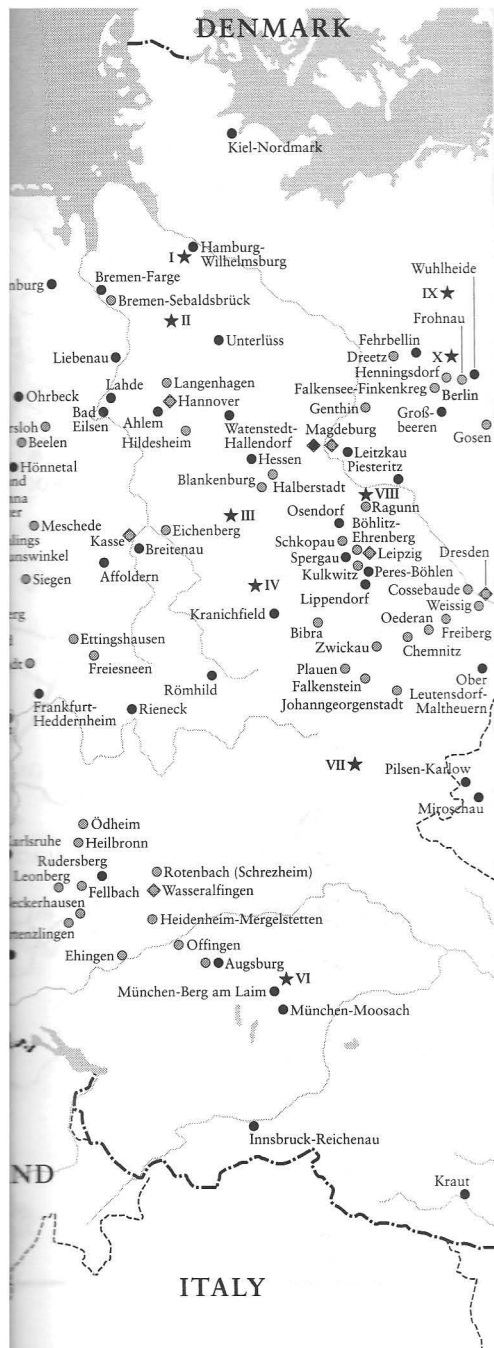 DENMARK
Kiel-Nordmark
Hamburg-
Wilhelmsburg
I
Wuhlheide
Bremen-Farge
IX
Bremen-Sebaldsbrück
Frohnau
II
Unterlüss
Fehrbellin
Liebenau
Dreetz
X
Henningsdorf
Langenhagen
Falkensee-Finkenkreg
Berlin
Ohrbeck
Lahde
Hannover
Genthin
Bad
Eilsen
Ahlem
Watenstedt-
Hallendorf
Magdeburg
Groß-
beeren
Gosen
Hildesheim
Beelen
Leitzkau
Hessen
Piesteritz
Hönnetal
Blankenburg
Halberstadt
VIII
Ragunn
III
Osendorf
Böhlitz-
Ehrenberg
Meschede
Eichenberg
Schkopau
Leipzig
Dresden
Kasse
Breitenau
Spergau
Peres-Böhlen
Siegen
Affoldern
Kulkwitz
Cossebaude
IV
Lippendorf
Weissig
Kranichfield
Oederan
Freiberg
Bibra
Chemnitz
Ettingshausen
Zwickau
Freiesneen
Plauen
Ober
Leutensdorf-
Maltheuern
Römhild
Falkenstein
Frankfurt-
Heddernheim
Johanngeorgenstadt
Rieneck
VII
Pilsen-Karlow
Miroschau
Ödheim
Heilbronn
Rudersberg
Rotenbach (Schrezheim)
Leonberg
Fellbach
Wasseralfingen
Heidenheim-Mergelstetten
Offingen
Ehingen
Augsburg
VI
München-Berg am Laim
München-Moosach
Innsbruck-Reichenau
Kraut
ITALY